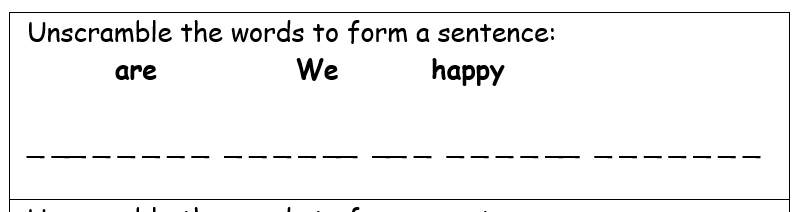 Unscramble the words to form a sentence:
are We happy